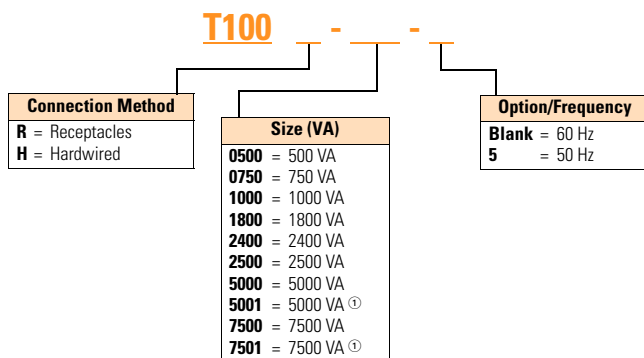 T100 _ - _ - _
Connection Method
R = Receptacles
H = Hardwired
Size (VA)
0500 = 500 VA
0750 = 750 VA
1000 = 1000 VA
1800 = 1800 VA
2400 = 2400 VA
2500 = 2500 VA
5000 = 5000 VA
5001 = 5000 VA ①
7500 = 7500 VA
7501 = 7500 VA ①
Option/Frequency
Blank = 60 Hz
5 = 50 Hz